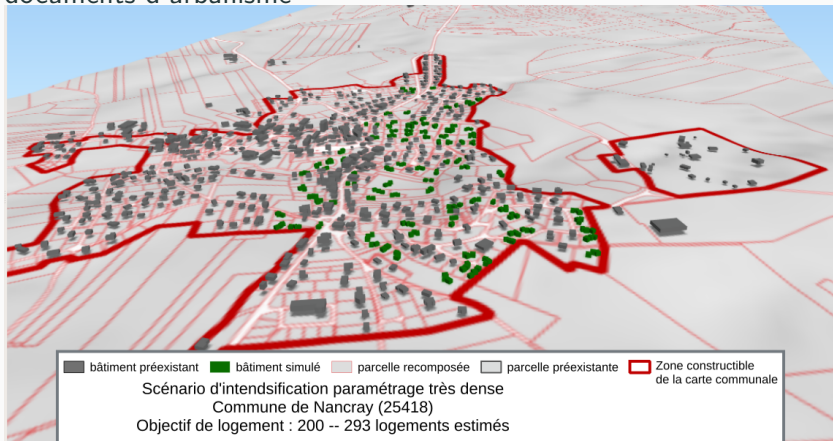 documents d'urbanisme
bâtiment préexistant bâtiment simulé parcelle recomposée parcelle préexistante Zone constructible
de la carte communale
Scénario d'intendsification paramétrage très dense
Commune de Nancray (25418)
Objectif de logement : 200 -- 293 logements estimés